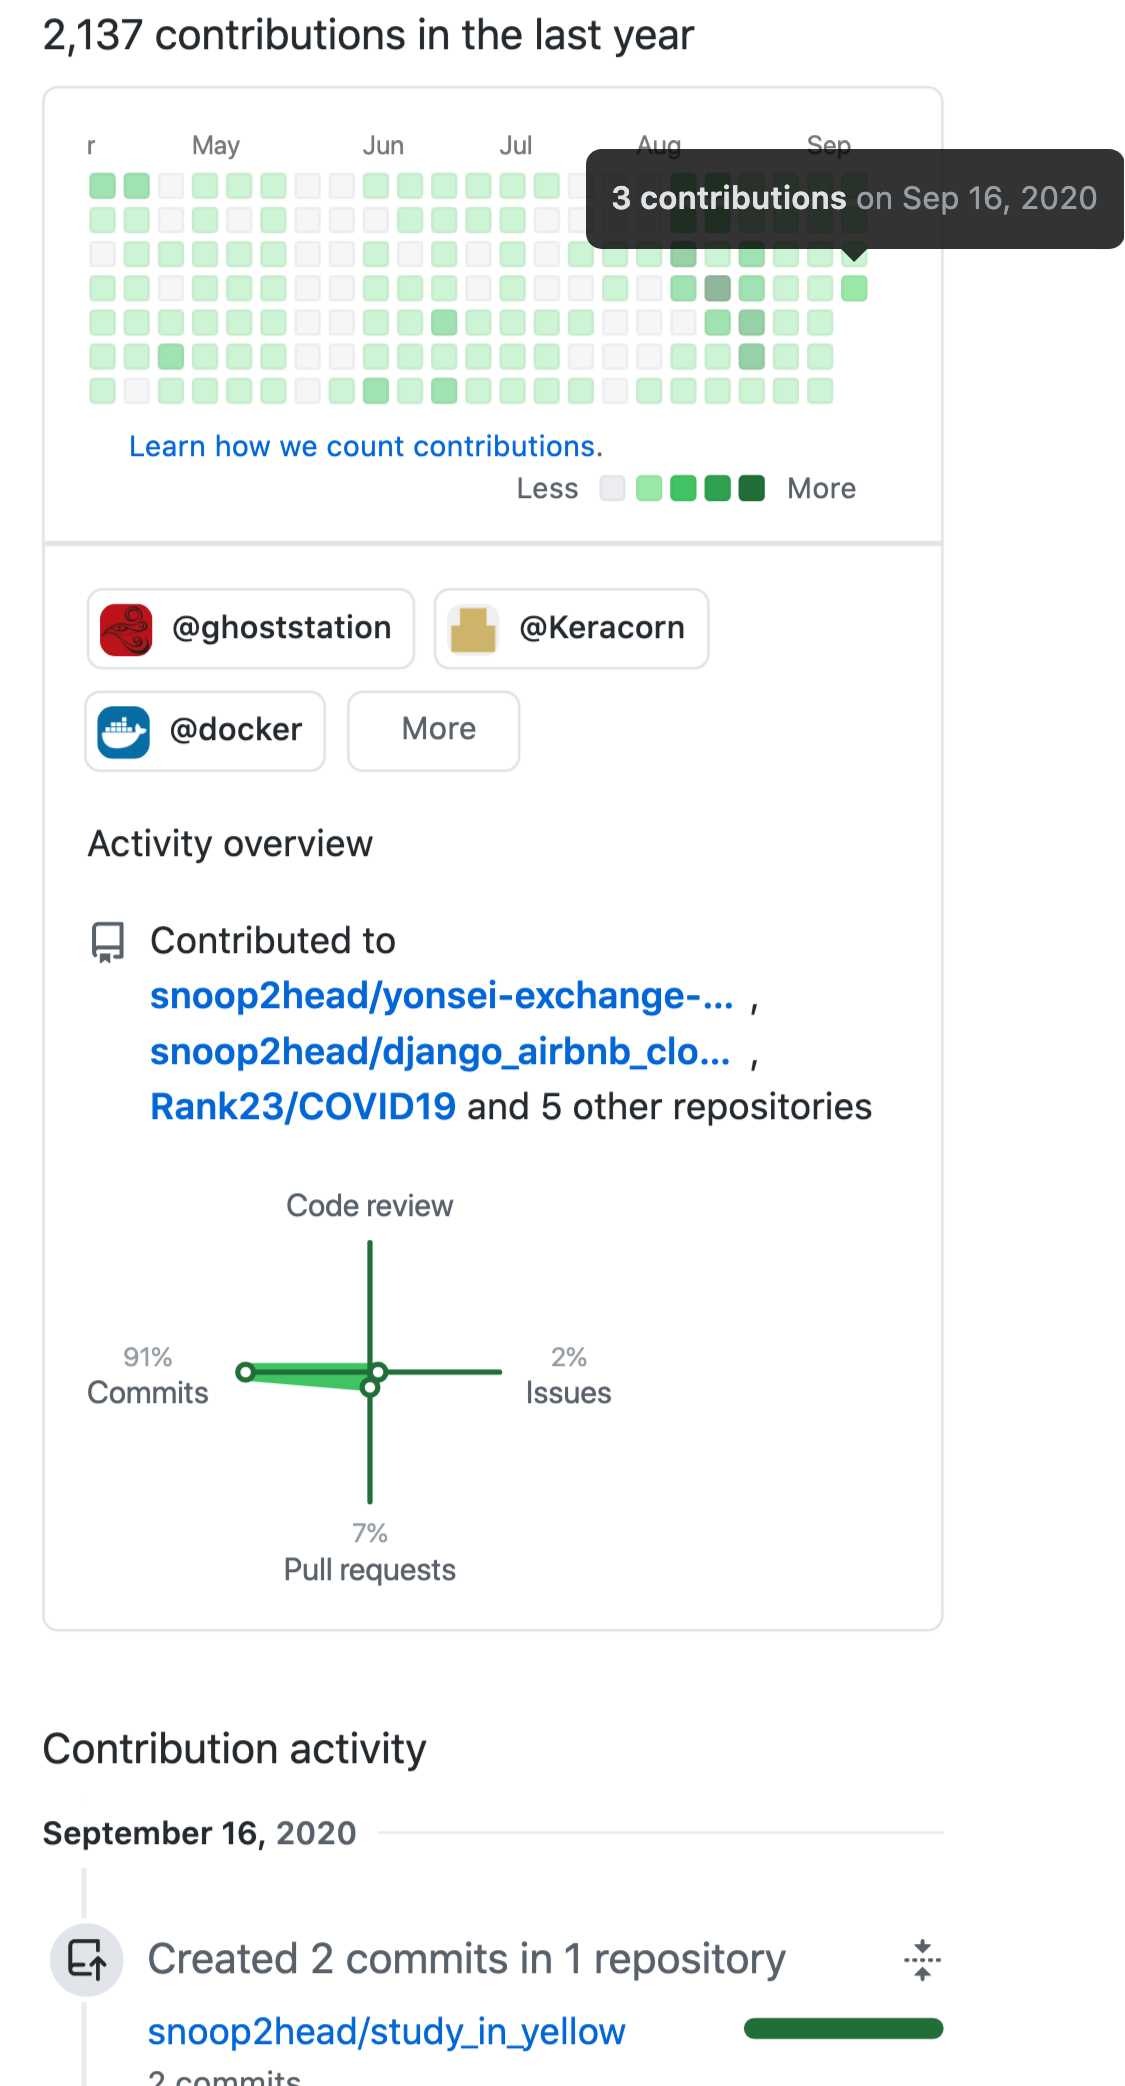 2,137 contributions in the last year
r May Jun Jul Aug Sep
3 contributions on Sep 16, 2020
Learn how we count contributions.
Less More
@ghoststation @Keracorn
@docker More
Activity overview
Contributed to
snoop2head/yonsei-exchange-... ,
snoop2head/django_airbnb_clo... ,
Rank23/COVID19 and 5 other repositories
Code review
91% 2%
Commits Issues
7%
Pull requests
Contribution activity
September 16, 2020
Created 2 commits in 1 repository
snoop2head/study_in_yellow
2 commits